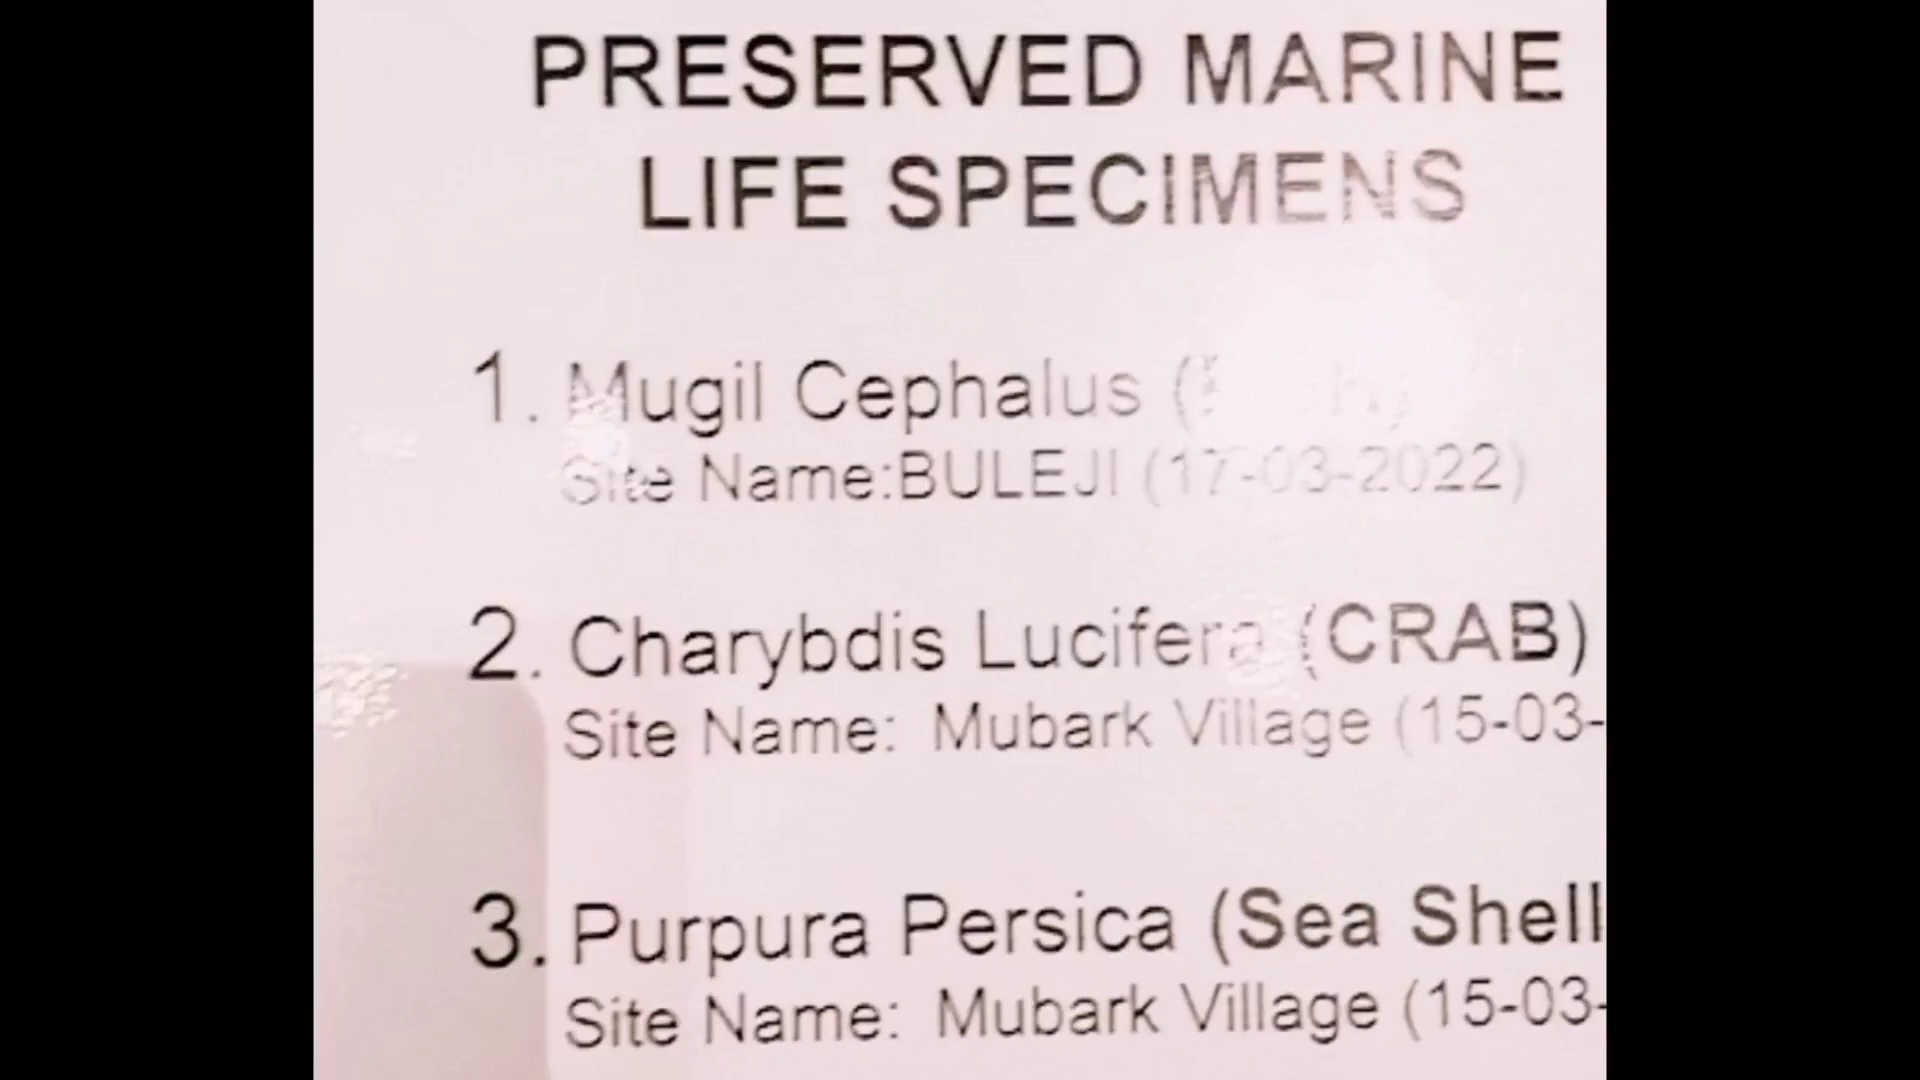 PRESERVED MARINE
LIFE SPECIMENS
1. Mugil Cephalus
Site Name:BULEJI (17-03-2022)
2. Charybdis Lucifera (CRAB)
Site Name: Mubark Village (15-03-
3. Purpura Persica (Sea Shell
Site Name: Mubark Village (15-03-